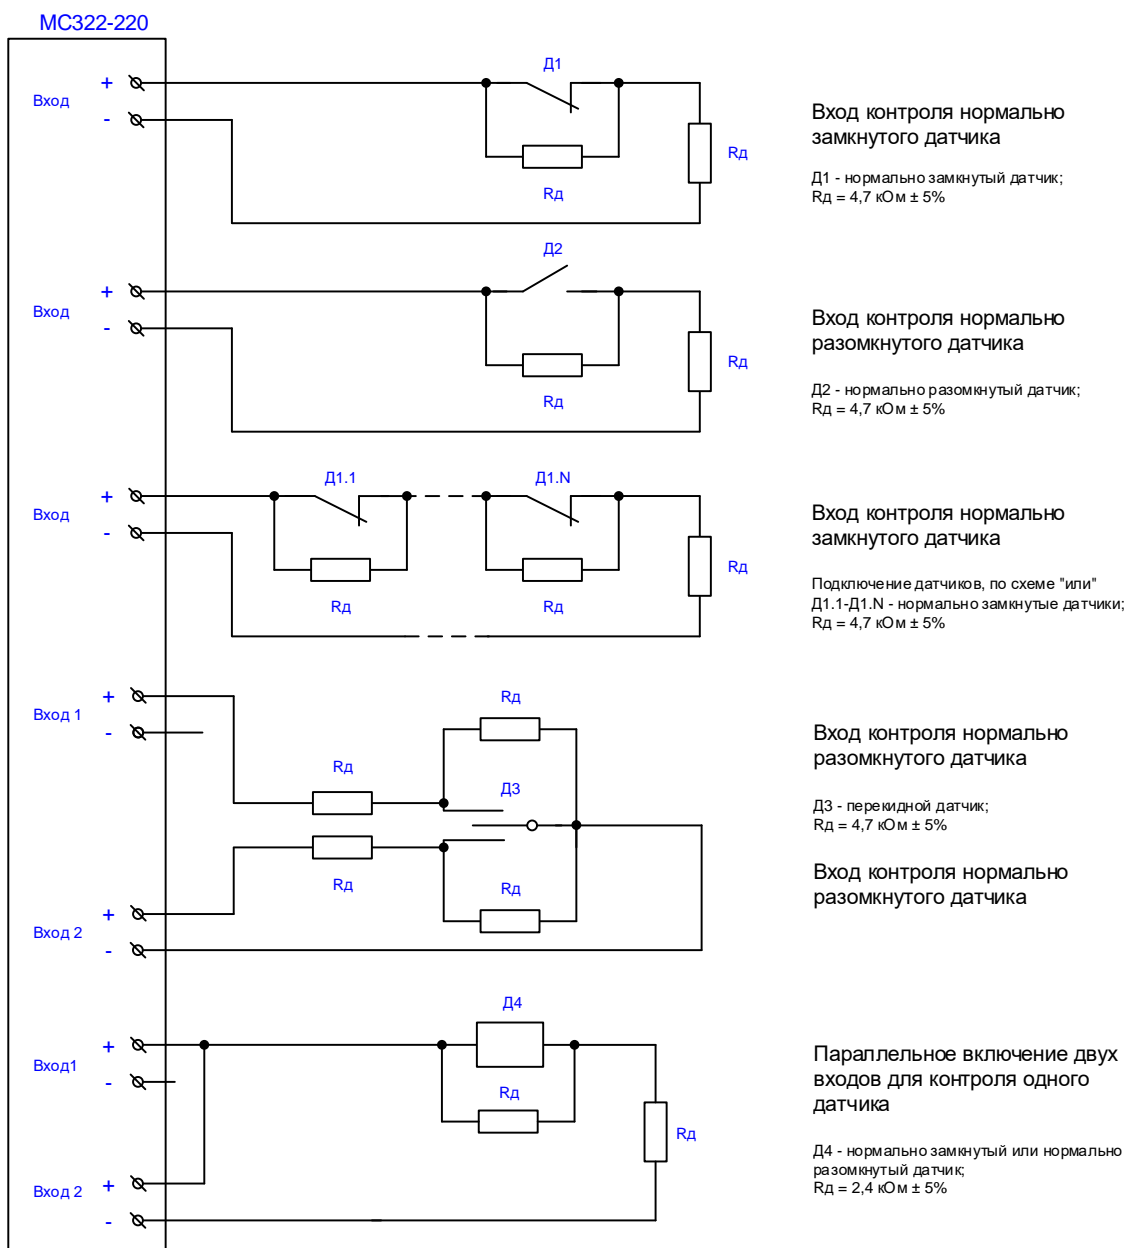 МС322-220
Д1
+
Вход
-
Rд
Rд
Вход контроля нормально
замкнутого датчика
Д1 - нормально замкнутый датчик;
Rд = 4,7 кОм ± 5%
Д2
+
Вход
-
Rд
Rд
Вход контроля нормально
разомкнутого датчика
Д2 - нормально разомкнутый датчик;
Rд = 4,7 кОм ± 5%
Д1.1
Д1.N
+
Вход
-
Rд
Rд
Rд
Вход контроля нормально
замкнутого датчика
Подключение датчиков, по схеме "или"
Д1.1-Д1.N - нормально замкнутые датчики;
Rд = 4,7 кОм ± 5%
+
Вход 1
-
Rд
Rд
Д3
Rд
Rд
+
Вход 2
-
Вход контроля нормально
разомкнутого датчика
Д3 - перекидной датчик;
Rд = 4,7 кОм ± 5%
Вход контроля нормально
разомкнутого датчика
Д4
+
Вход1
-
Rд
Rд
+
Вход 2
-
Параллельное включение двух
входов для контроля одного
датчика
Д4 - нормально замкнутый или нормально
разомкнутый датчик;
Rд = 2,4 кОм ± 5%